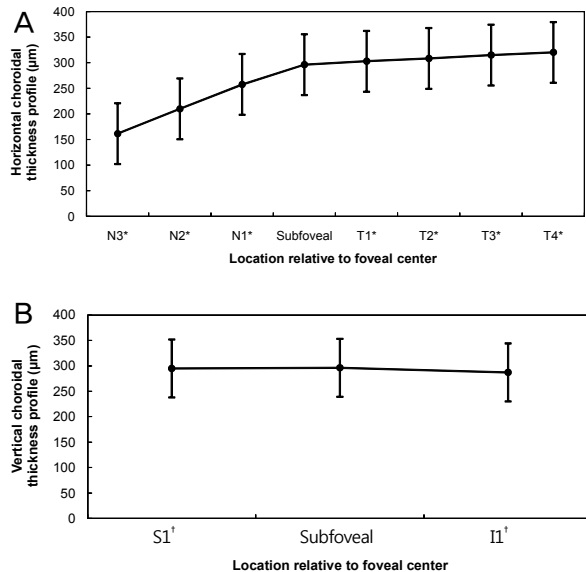 A
Horizontal choroidal
thickness profile (µm)
400
350
300
250
200
150
100
50
0
N3*
N2*
N1*
Subfoveal
T1*
T2*
T3*
T4*
Location relative to foveal center
B
Vertical choroidal
thickness profile (µm)
400
350
300
250
200
150
100
50
0
S1†
Subfoveal
I1†
Location relative to foveal center